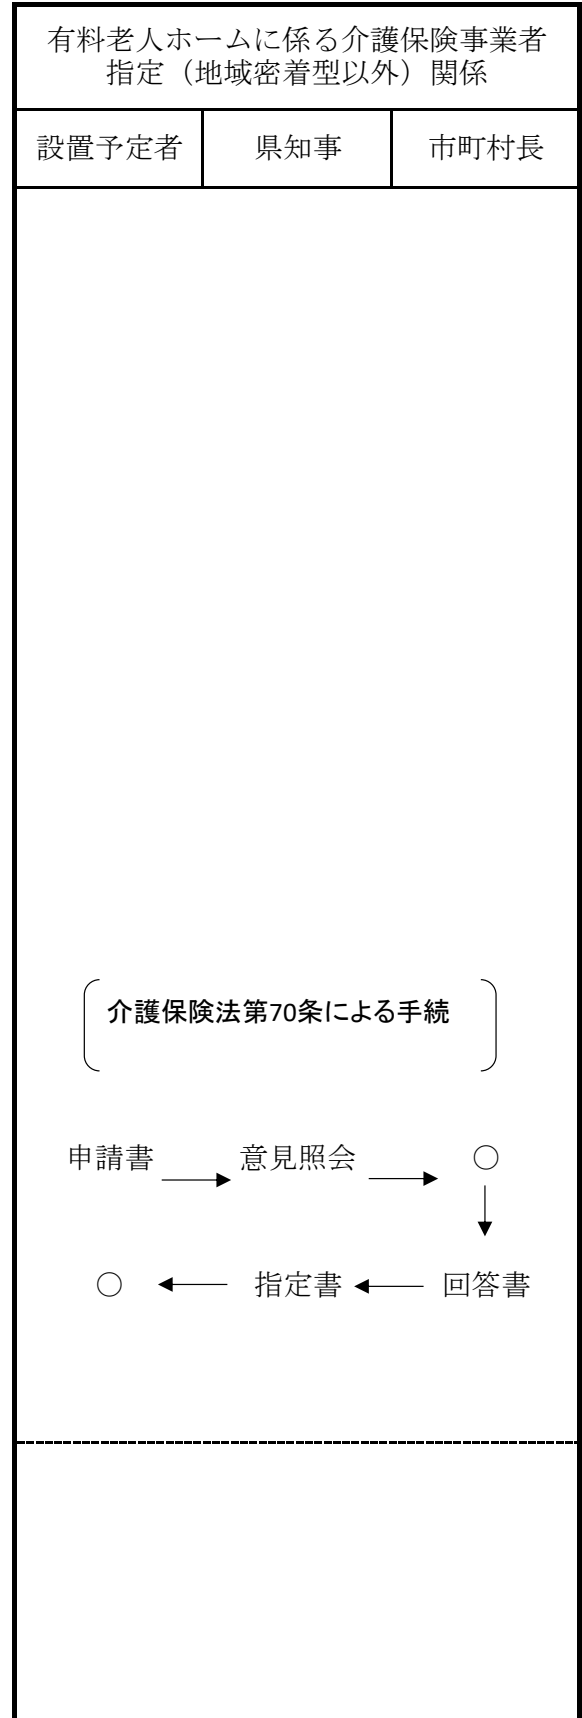 有料老人ホームに係る介護保険事業者
指定（地域密着型以外）関係
設置予定者 県知事 市町村長
介護保険法第70条による手続
申請書 意見照会 ○
○ 指定書 回答書